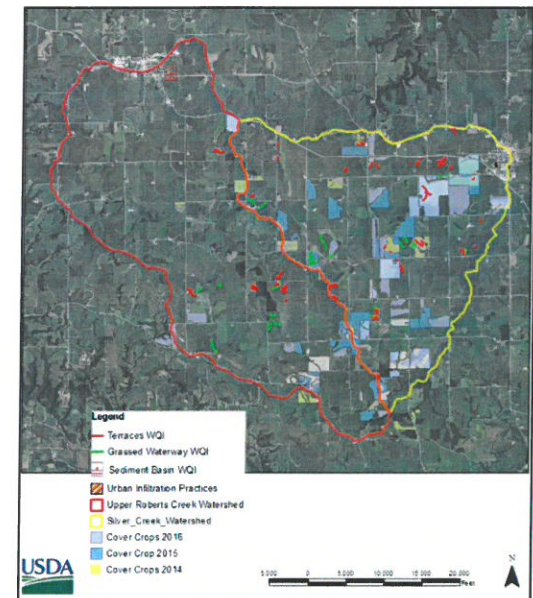 Legend
Terraces WQI
Grassed Waterway WQI
Sediment Basin WQI
Urban Infiltration Practices
Upper Roberts Creek Watershed
Silver_Creek_Watershed
Cover Crops 2016
Cover Crop 2015
Cover Crops 2014
USDA
5,000 0 5,000 10,000 15,000 20,000
Feet
N